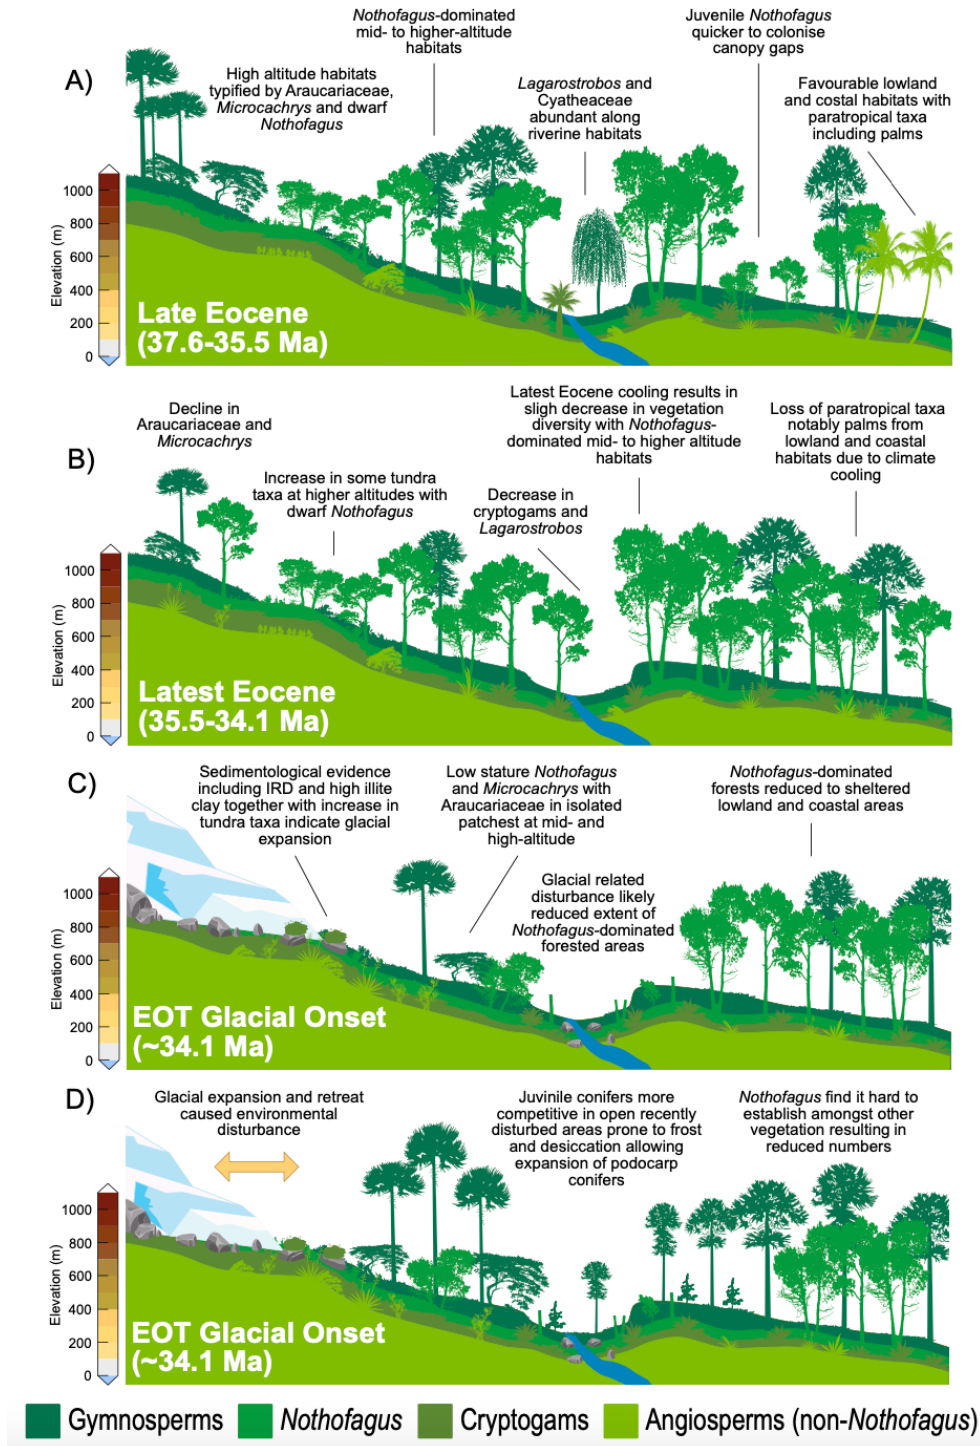 Nothofagus-dominated
mid- to higher-altitude
habitats
Juvenile Nothofagus
quicker to colonise
canopy gaps
A)
High altitude habitats
typified by Araucariaceae,
Microcachrys and dwarf
Nothofagus
Lagarostrobos and
Cyatheaceae
abundant along
riverine habitats
Favourable lowland
and costal habitats with
paratropical taxa
including palms
Elevation (m)
1000
800
600
400
200
0
Late Eocene
(37.6-35.5 Ma)
B)
Decline in
Araucariaceae and
Microcachrys
Increase in some tundra
taxa at higher altitudes with
dwarf Nothofagus
Decrease in
cryptogams and
Lagarostrobos
Latest Eocene cooling results in
sligh decrease in vegetation
diversity with Nothofagus-
dominated mid- to higher altitude
habitats
Loss of paratropical taxa
notably palms from
lowland and coastal
habitats due to climate
cooling
Elevation (m)
1000
800
600
400
200
0
Latest Eocene
(35.5-34.1 Ma)
C)
Sedimentological evidence
including IRD and high illite
clay together with increase in
tundra taxa indicate glacial
expansion
Low stature Nothofagus
and Microcachrys with
Araucariaceae in isolated
patchest at mid- and
high-altitude
Glacial related
disturbance likely
reduced extent of
Nothofagus-dominated
forested areas
Nothofagus-dominated
forests reduced to sheltered
lowland and coastal areas
Elevation (m)
1000
800
600
400
200
0
EOT Glacial Onset
(~34.1 Ma)
D)
Glacial expansion and retreat
caused environmental
disturbance
Juvinile conifers more
competitive in open recently
disturbed areas prone to frost
and desiccation allowing
expansion of podocarp
conifers
Nothofagus find it hard to
establish amongst other
vegetation resulting in
reduced numbers
Elevation (m)
1000
800
600
400
200
0
EOT Glacial Onset
(~34.1 Ma)
Gymnosperms
Nothofagus
Cryptogams
Angiosperms (non-Nothofagus)